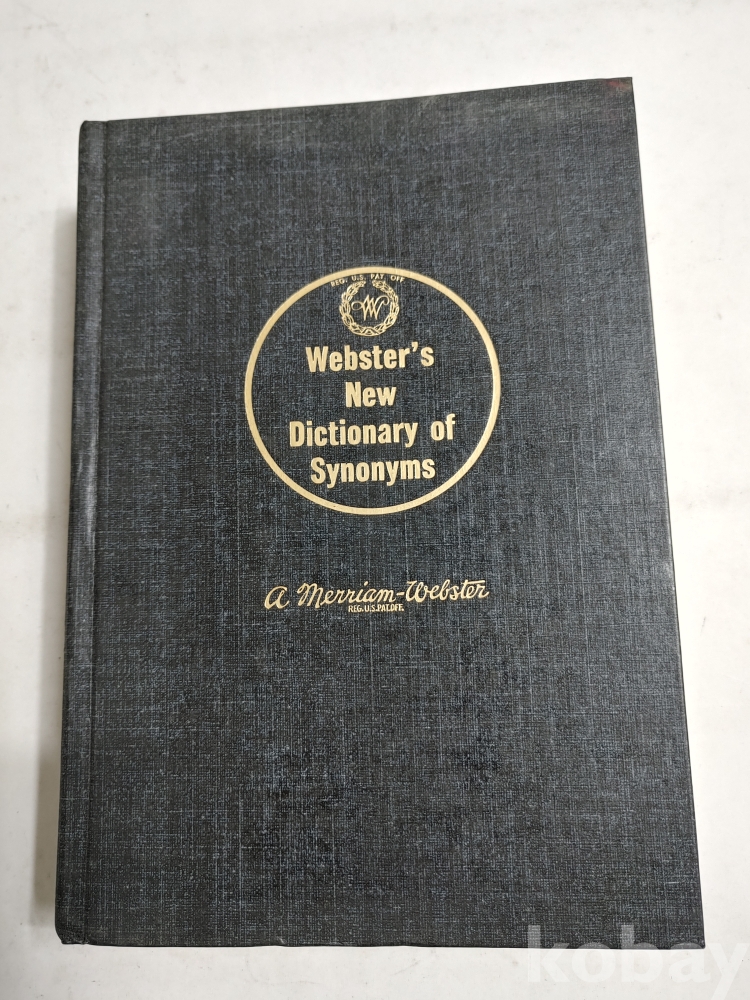 REG. U.S. PAT. OFF.
W
Webster's
New
Dictionary of
Synonyms
a Merriam-Webster
REG.U.S.PAT.OFF.
kobay